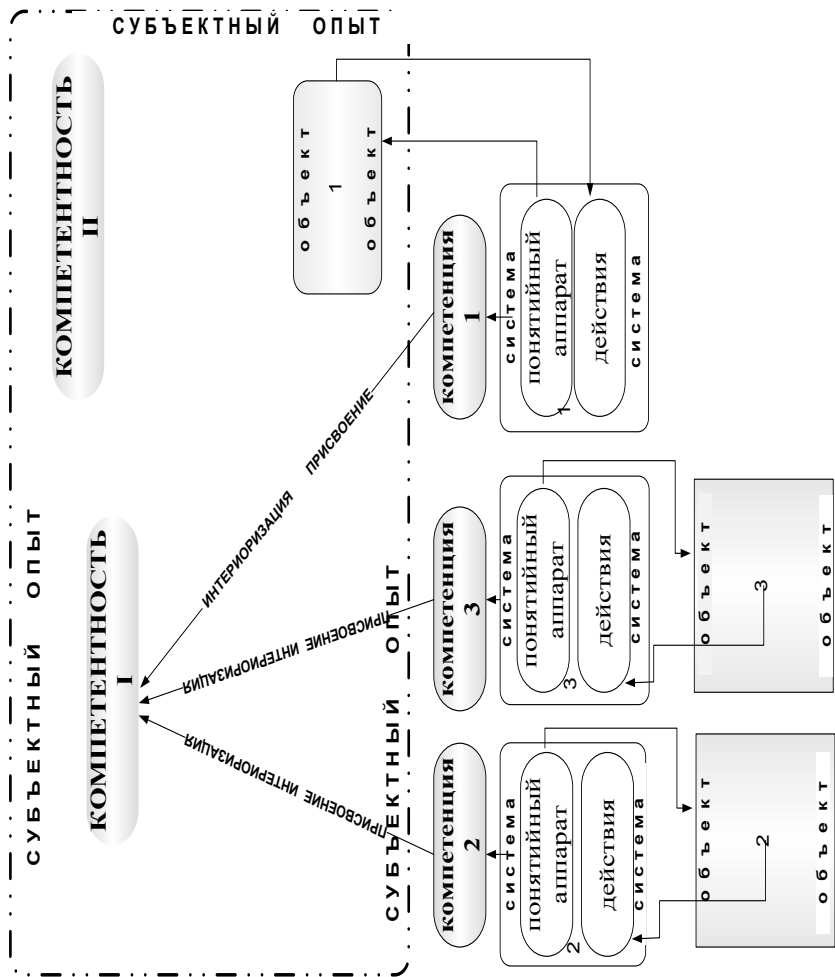 СУБЪЕКТНЫЙ ОПЫТ
СУБЪЕКТНЫЙ ОПЫТ
СУБЪЕКТНЫЙ ОПЫТ
КОМПЕТЕНТНОСТЬ
I
КОМПЕТЕНТНОСТЬ
II
ПРИСВОЕНИЕ ИНТЕРИОРИЗАЦИЯ
ПРИСВОЕНИЕ ИНТЕРИОРИЗАЦИЯ
ИНТЕРИОРИЗАЦИЯ ПРИСВОЕНИЕ
объект
1
объект
компетенция
2
система
понятийный
аппарат
2
действия
система
объект
2
объект
компетенция
3
система
понятийный
аппарат
3
действия
система
объект
3
объект
компетенция
1
система
понятийный
аппарат
1
действия
система